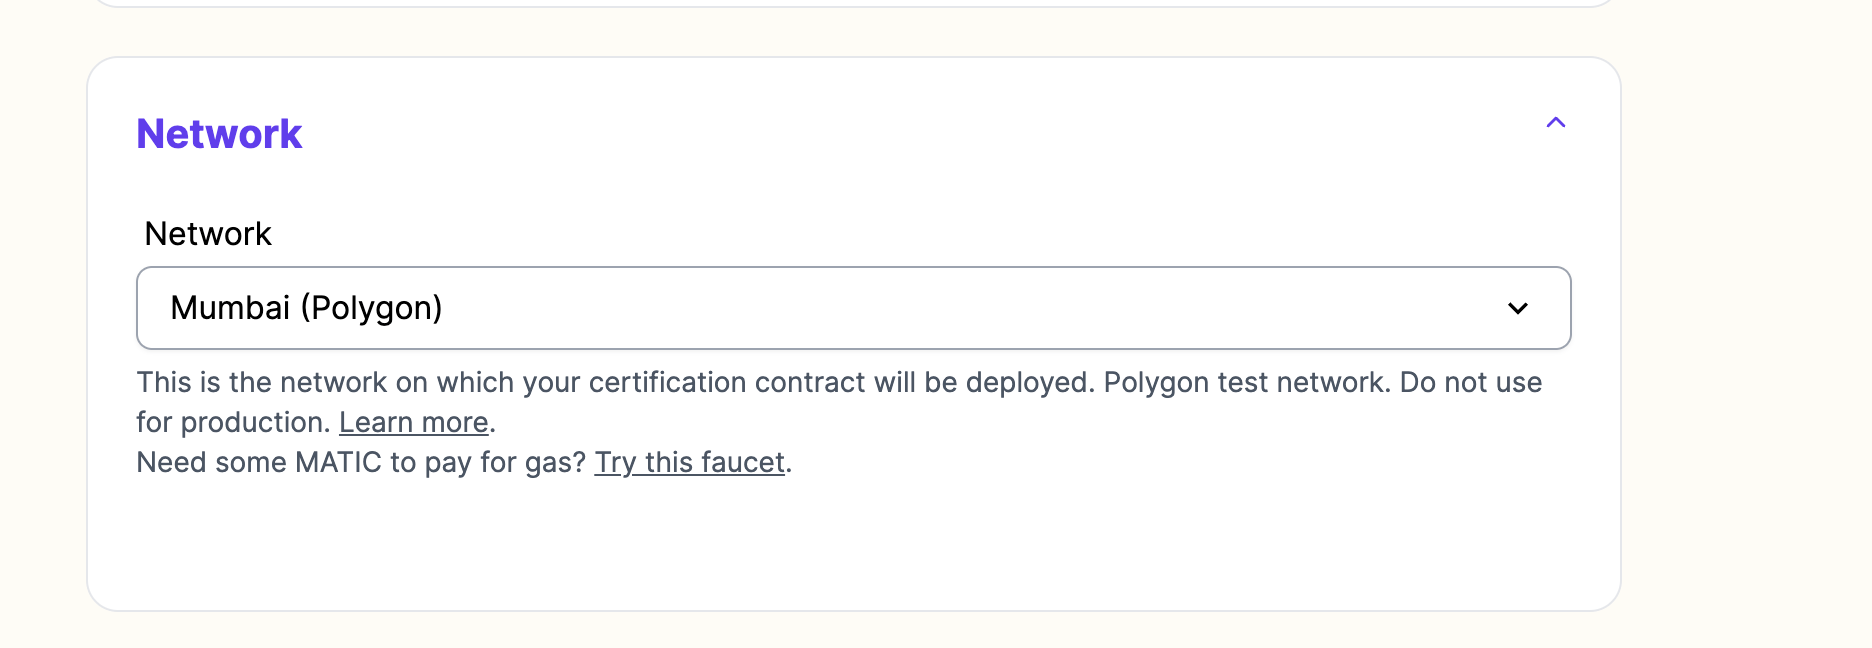 Network
Network
Mumbai (Polygon)
This is the network on which your certification contract will be deployed. Polygon test network. Do not use
for production. Learn more.
Need some MATIC to pay for gas? Try this faucet.